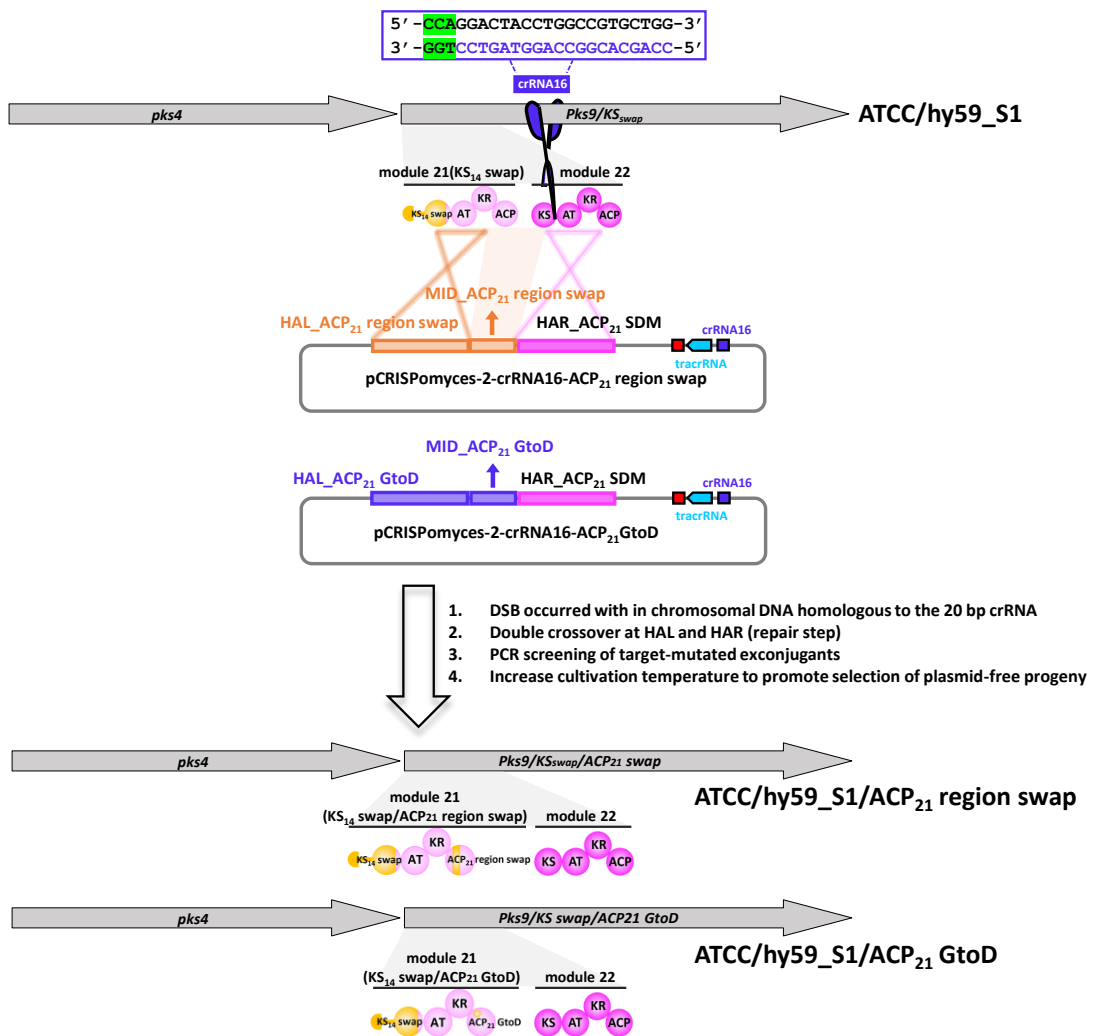 5’-CCAGGACTACCTGGCCGTGCTGG-3’
3’-GGTCCTGATGGACCGGCACGACC-5’
crRNA16
pks4
Pks9/KSswap
ATCC/hy59_S1
module 21(KS14 swap)
module 22
KS14 swap AT KR ACP
KS AT KR ACP
MID_ACP21 region swap
HAL_ACP21 region swap
HAR_ACP21 SDM
crRNA16
tracrRNA
pCRISPomyces-2-crRNA16-ACP21 region swap
MID_ACP21 GtoD
HAL_ACP21 GtoD
HAR_ACP21 SDM
crRNA16
tracrRNA
pCRISPomyces-2-crRNA16-ACP21GtoD
1. DSB occurred with in chromosomal DNA homologous to the 20 bp crRNA
2. Double crossover at HAL and HAR (repair step)
3. PCR screening of target-mutated exconjugants
4. Increase cultivation temperature to promote selection of plasmid-free progeny
pks4
Pks9/KSswap/ACP21 swap
ATCC/hy59_S1/ACP21 region swap
module 21
(KS14 swap/ACP21 region swap)
module 22
KS14 swap AT KR ACP21 region swap
KS AT KR ACP
pks4
Pks9/KS swap/ACP21 GtoD
ATCC/hy59_S1/ACP21 GtoD
module 21
(KS14 swap/ACP21 GtoD)
module 22
KS14 swap AT KR ACP21 GtoD
KS AT KR ACP